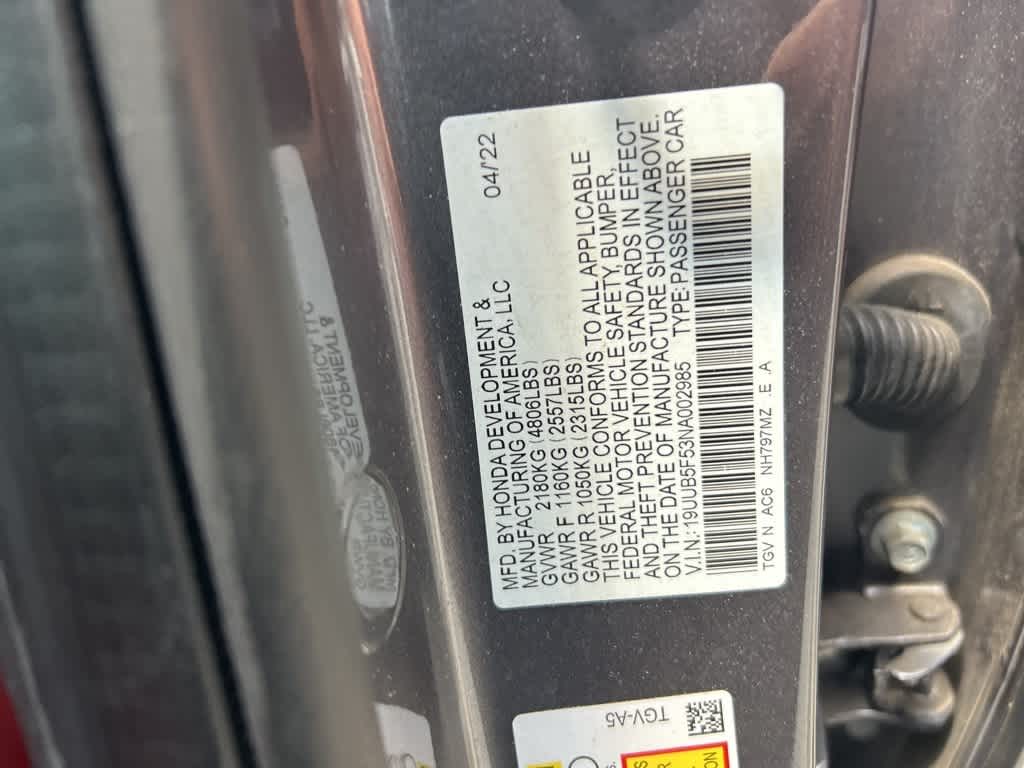 04/'22
MFD. BY HONDA DEVELOPMENT &
MANUFACTURING OF AMERICA, LLC
GVWR 2180KG (4806LBS)
GAWR F 1160KG (2557LBS)
GAWR R 1050KG (2315LBS)
THIS VEHICLE CONFORMS TO ALL APPLICABLE
FEDERAL MOTOR VEHICLE SAFETY, BUMPER,
AND THEFT PREVENTION STANDARDS IN EFFECT
ON THE DATE OF MANUFACTURE SHOWN ABOVE.
V.I.N.: 19UUB5F53NA002985 TYPE: PASSENGER CAR
TGV N AC6 NH797MZ .E A
TGV-A5